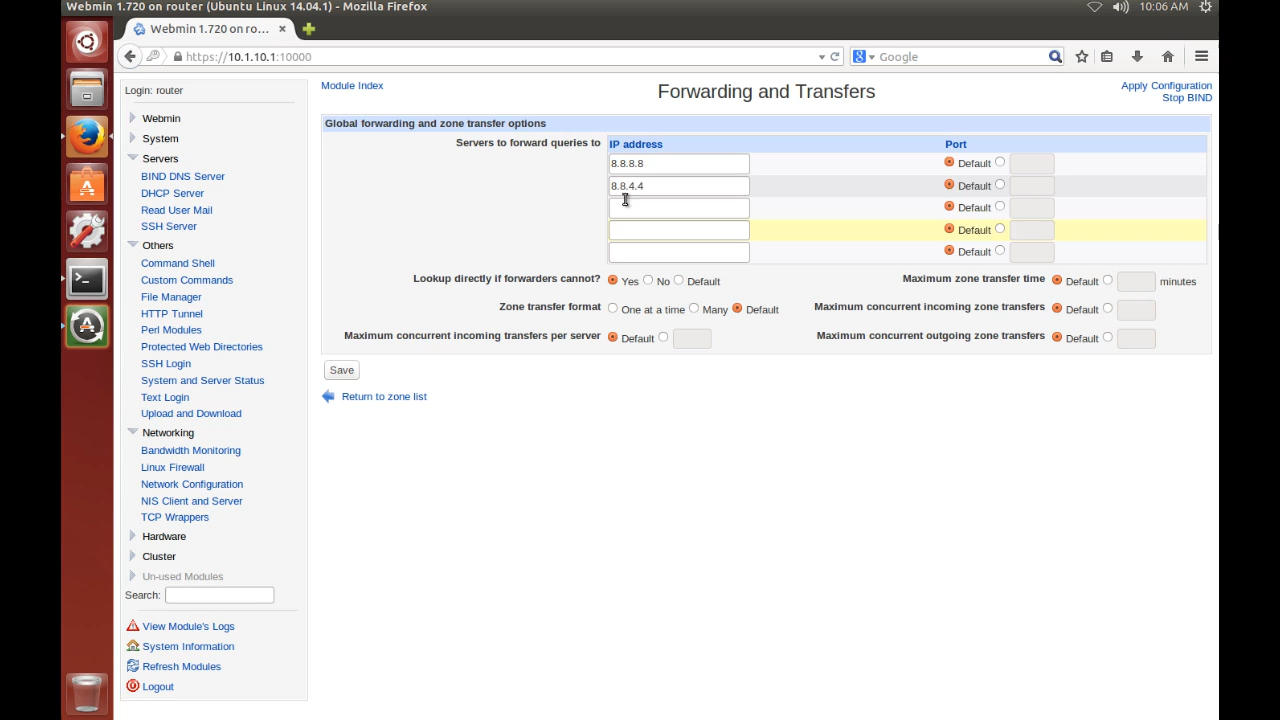 Webmin 1.720 on router (Ubuntu Linux 14.04.1) - Mozilla Firefox
10:06 AM
Webmin 1.720 on ro... ×
https://10.1.10.1:10000
Google
Login: router
Webmin
System
Servers
BIND DNS Server
DHCP Server
Read User Mail
SSH Server
Others
Command Shell
Custom Commands
File Manager
HTTP Tunnel
Perl Modules
Protected Web Directories
SSH Login
System and Server Status
Text Login
Upload and Download
Networking
Bandwidth Monitoring
Linux Firewall
Network Configuration
NIS Client and Server
TCP Wrappers
Hardware
Cluster
Un-used Modules
Search:
View Module's Logs
System Information
Refresh Modules
Logout
Module Index
Forwarding and Transfers
Apply Configuration
Stop BIND
Global forwarding and zone transfer options
Servers to forward queries to
IP address Port
8.8.8.8 Default
8.8.4.4 Default
Default
Default
Default
Lookup directly if forwarders cannot? Yes No Default Maximum zone transfer time Default minutes
Zone transfer format One at a time Many Default Maximum concurrent incoming zone transfers Default
Maximum concurrent incoming transfers per server Default Maximum concurrent outgoing zone transfers Default
Save
Return to zone list